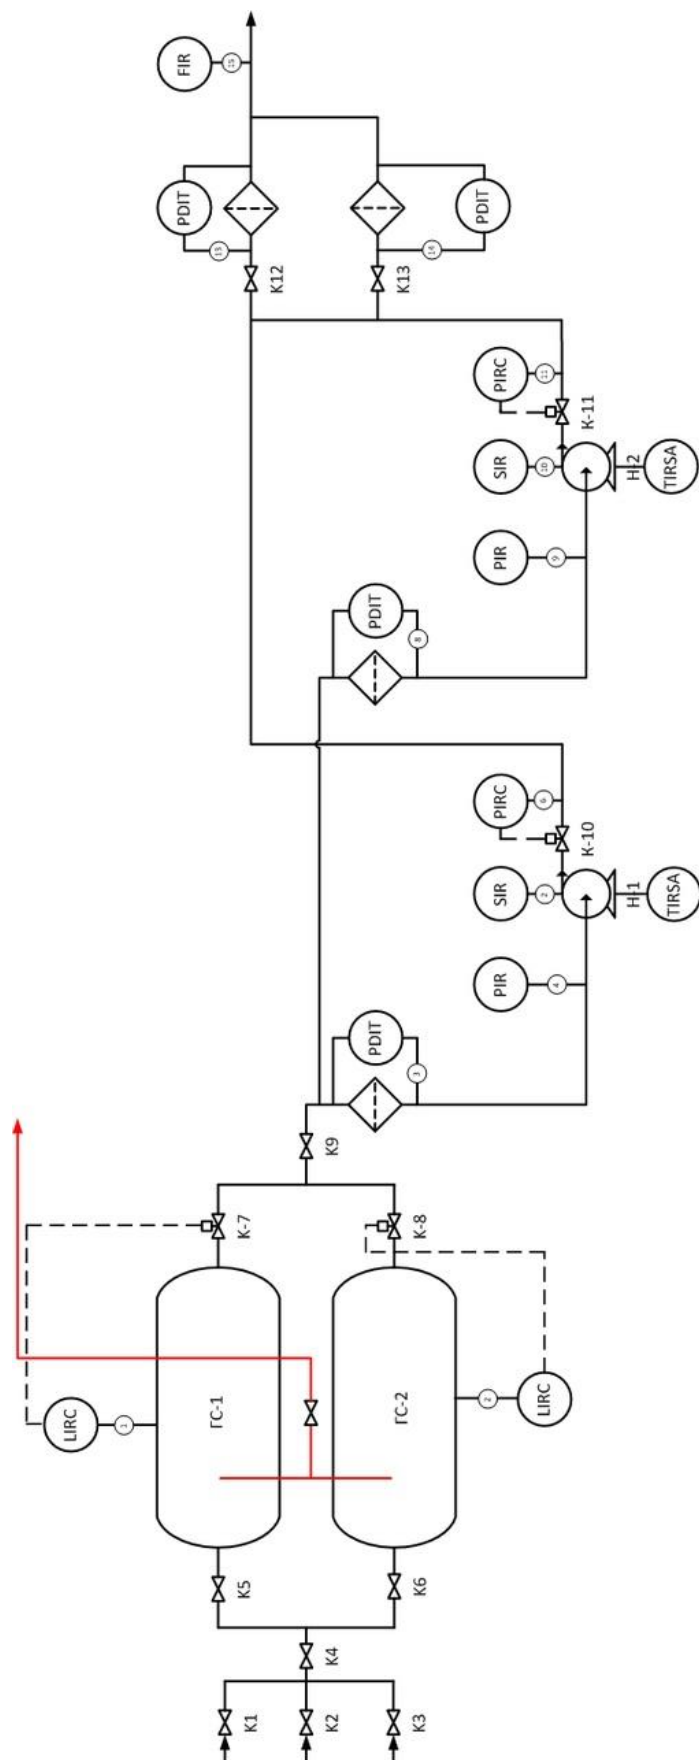 K1
K2
K3
K4
K5
K6
ГС-1
ГС-2
LIRC
1
LIRC
2
K-7
K-8
K9
PDIT
3
PIR
4
SIR
2
H-1
TIRSA
K-10
PIRC
6
PDIT
8
PIR
9
SIR
10
H-2
TIRSA
K-11
PIRC
11
K12
K13
PDIT
13
PDIT
14
FIR
15